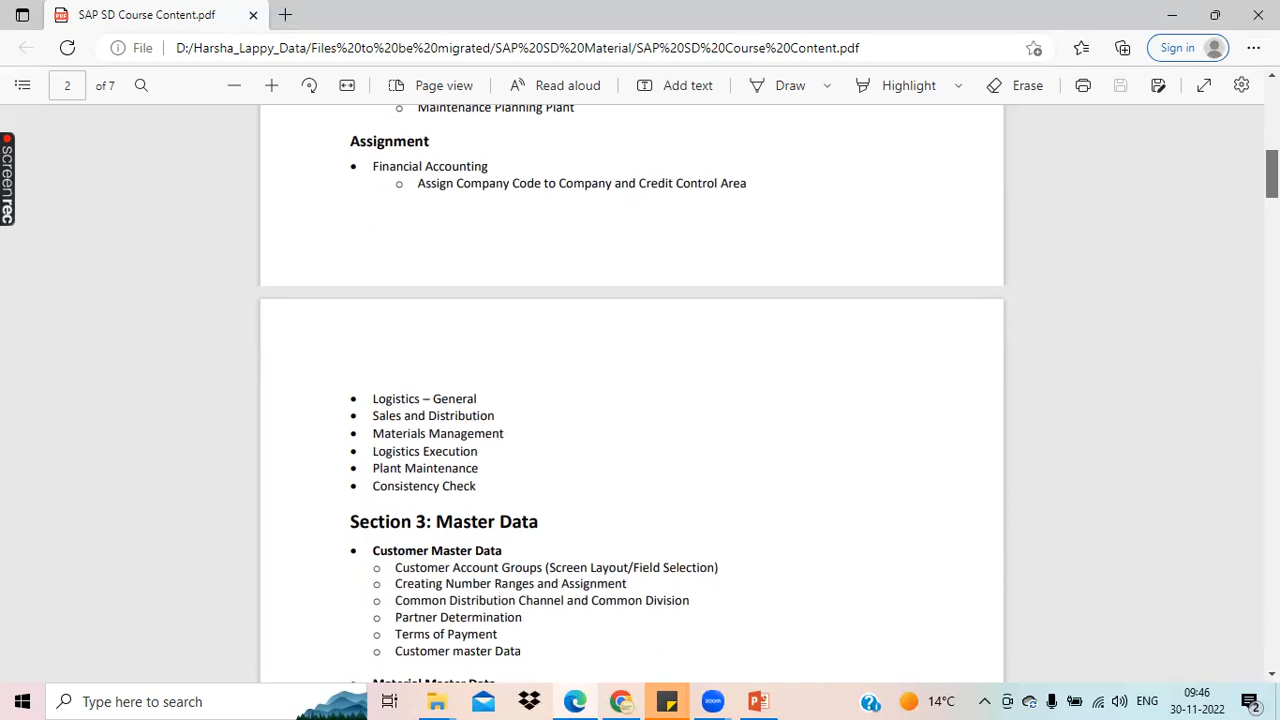 SAP SD Course Content.pdf
File
D:/Harsha_Lappy_Data/Files%20to%20be%20migrated/SAP%20SD%20Material/SAP%20SD%20Course%20Content.pdf
Sign in
2 of 7
Page view
Read aloud
Add text
Draw
Highlight
Erase
screenrec
o Maintenance Planning Plant
Assignment
• Financial Accounting
o Assign Company Code to Company and Credit Control Area
• Logistics – General
• Sales and Distribution
• Materials Management
• Logistics Execution
• Plant Maintenance
• Consistency Check
Section 3: Master Data
• Customer Master Data
o Customer Account Groups (Screen Layout/Field Selection)
o Creating Number Ranges and Assignment
o Common Distribution Channel and Common Division
o Partner Determination
o Terms of Payment
o Customer master Data
Material Master Data
Type here to search
zoom
14°C
ENG
09:46
30-11-2022
2